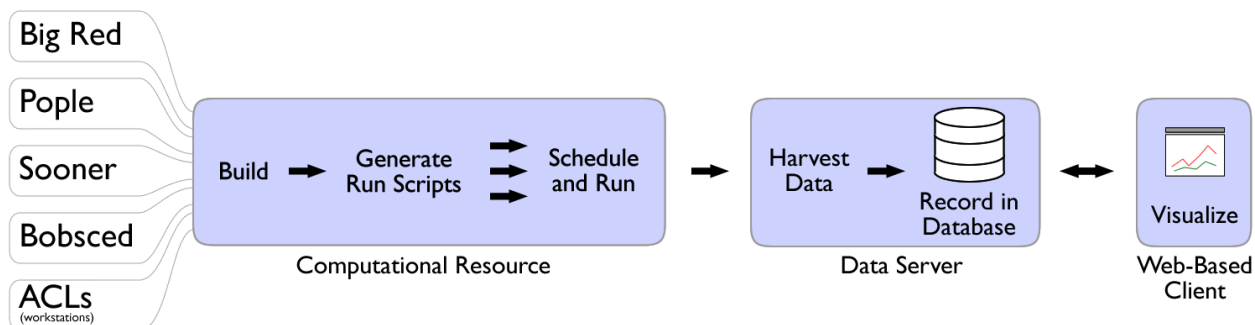 Big Red
Pople
Sooner
Bobsced
ACLs
(workstations)
Build
Generate
Run Scripts
Schedule
and Run
Computational Resource
Harvest
Data
Record in
Database
Data Server
Visualize
Web-Based
Client